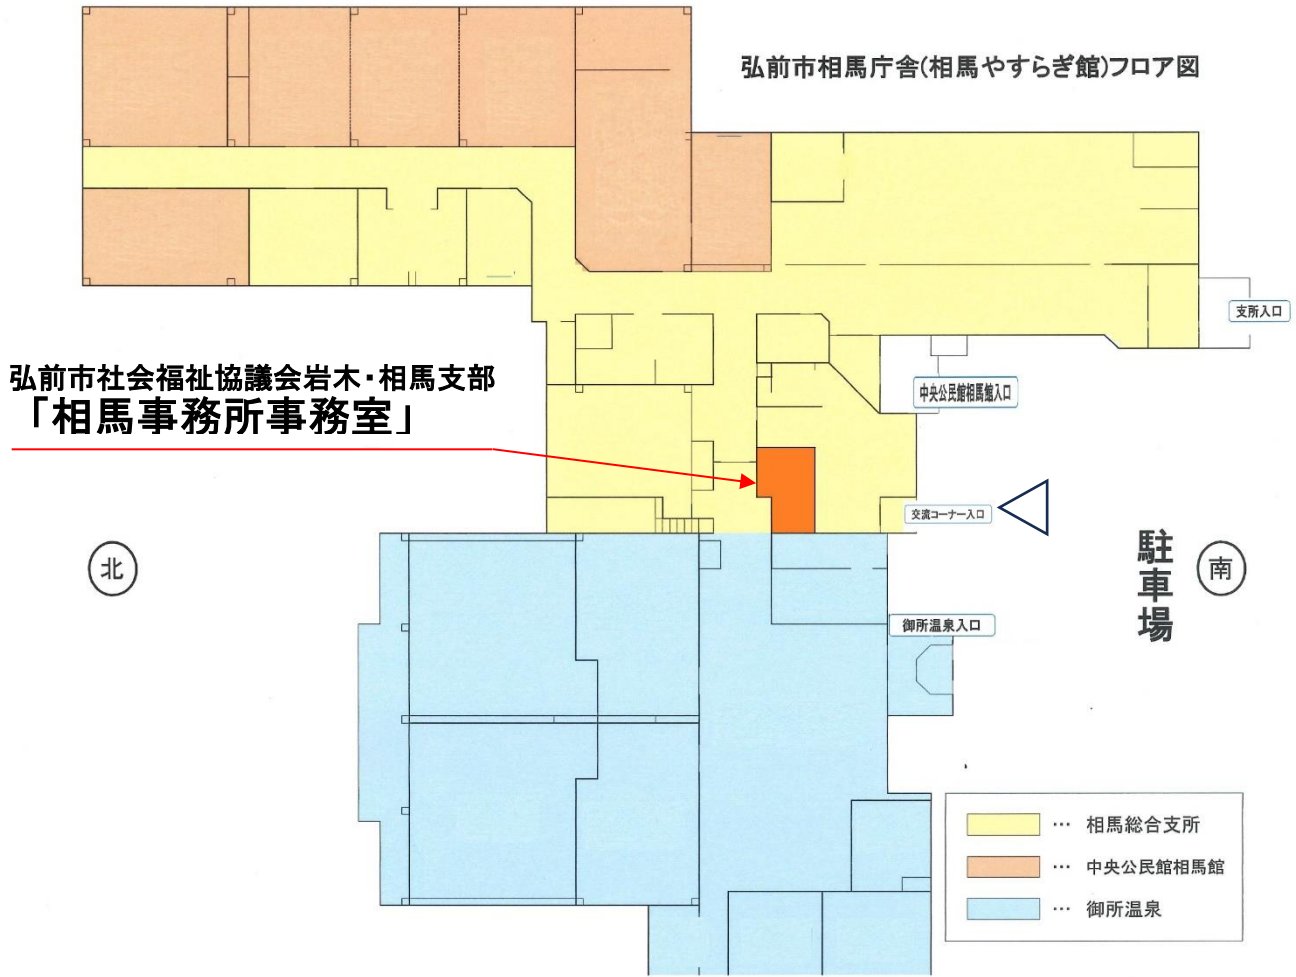 弘前市相馬庁舎(相馬やすらぎ館)フロア図
支所入口
弘前市社会福祉協議会岩木・相馬支部
「相馬事務所事務室」
中央公民館相馬館入口
交流コーナー入口
駐車場
北
南
御所温泉入口
… 相馬総合支所
… 中央公民館相馬館
… 御所温泉